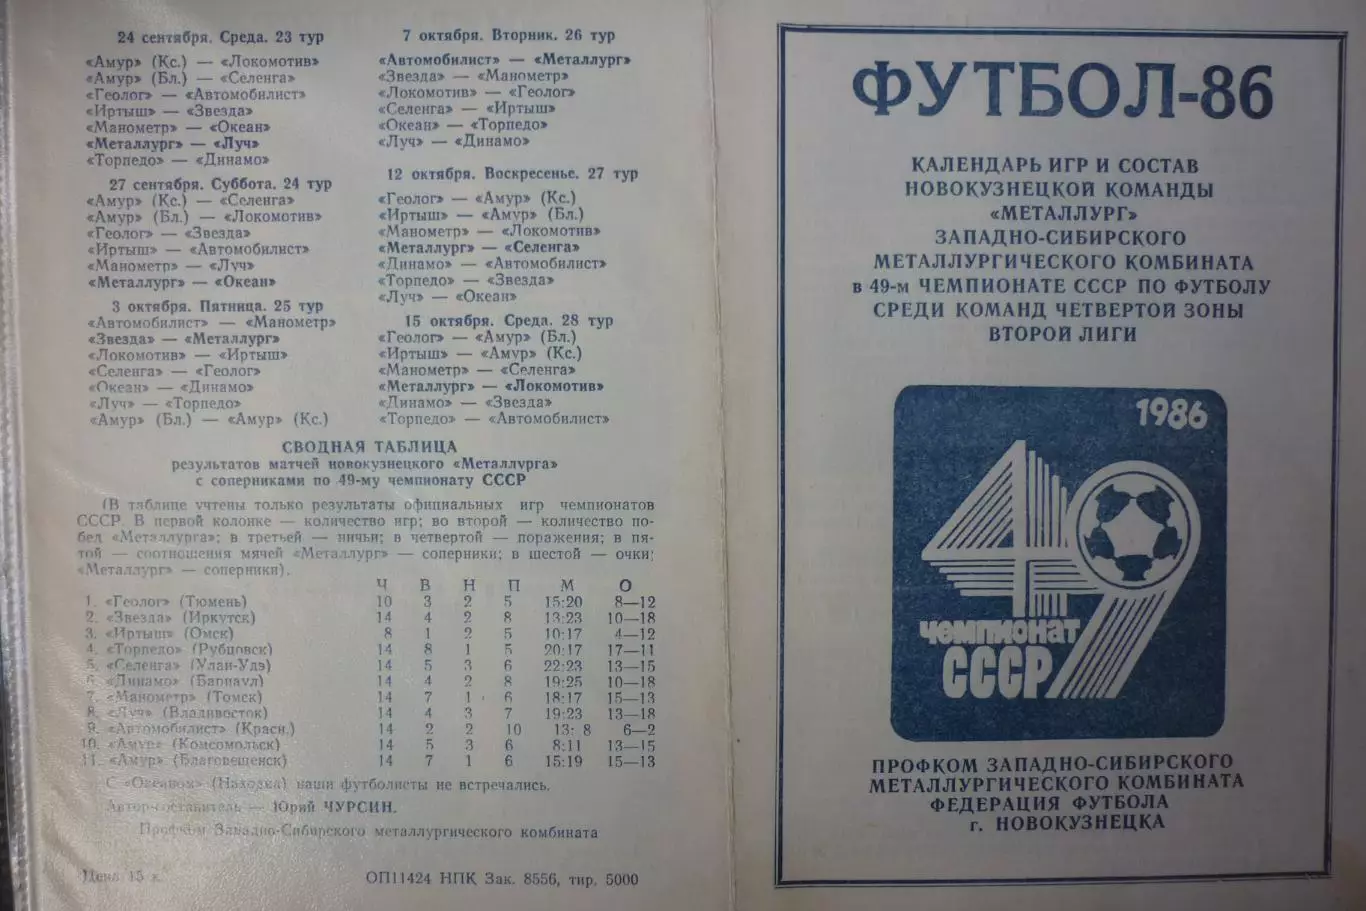 24 сентября. Среда. 23 тур
«Амур» (Кс.) — «Локомотив»
«Амур» (Бл.) — «Селенга»
«Геолог» — «Автомобилист»
«Иртыш» — «Звезда»
«Манометр» — «Океан»
«Металлург» — «Луч»
«Торпедо» — «Динамо»
27 сентября. Суббота. 24 тур
«Амур» (Кс.) — «Селенга»
«Амур» (Бл.) — «Локомотив»
«Геолог» — «Звезда»
«Иртыш» — «Автомобилист»
«Манометр» — «Луч»
«Металлург» — «Океан»
3 октября. Пятница. 25 тур
«Автомобилист» — «Манометр»
«Звезда» — «Металлург»
«Локомотив» — «Иртыш»
«Селенга» — «Геолог»
«Океан» — «Динамо»
«Луч» — «Торпедо»
«Амур» (Бл.) — «Амур» (Кс.)
7 октября. Вторник. 26 тур
«Автомобилист» — «Металлург»
«Звезда» — «Манометр»
«Локомотив» — «Геолог»
«Селенга» — «Иртыш»
«Океан» — «Торпедо»
«Луч» — «Динамо»
12 октября. Воскресенье. 27 тур
«Геолог» — «Амур» (Кс.)
«Иртыш» — «Амур» (Бл.)
«Манометр» — «Локомотив»
«Металлург» — «Селенга»
«Динамо» — «Автомобилист»
«Торпедо» — «Звезда»
«Луч» — «Океан»
15 октября. Среда. 28 тур
«Геолог» — «Амур» (Бл.)
«Иртыш» — «Амур» (Кс.)
«Манометр» — «Селенга»
«Металлург» — «Локомотив»
«Динамо» — «Звезда»
«Торпедо» — «Автомобилист»
СВОДНАЯ ТАБЛИЦА
результатов матчей новокузнецкого «Металлурга»
с соперниками по 49-му чемпионату СССР
(В таблице учтены только результаты официальных игр чемпионатов
СССР. В первой колонке — количество игр; во второй — количество по-
бед «Металлурга»; в третьей — ничьи; в четвертой — поражения; в пя-
той — соотношения мячей «Металлург» — соперники; в шестой — очки;
«Металлург» — соперники).
Ч В Н П М О
1. «Геолог» (Тюмень) 10 3 2 5 15:20 8—12
2. «Звезда» (Иркутск) 14 4 2 8 13:23 10—18
3. «Иртыш» (Омск) 8 1 2 5 10:17 4—12
4. «Торпедо» (Рубцовск) 14 8 1 5 20:17 17—11
5. «Селенга» (Улан-Удэ) 14 5 3 6 22:23 13—15
6. «Динамо» (Барнаул) 14 4 2 8 19:25 10—18
7. «Манометр» (Томск) 14 7 1 6 18:17 15—13
8. «Луч» (Владивосток) 14 4 3 7 19:23 13—18
9. «Автомобилист» (Красн.) 14 2 2 10 13: 8 6—2
10. «Амур» (Комсомольск) 14 5 3 6 8:11 13—15
11. «Амур» (Благовещенск) 14 7 1 6 15:19 15—13
С «Океаном» (Находка) наши футболисты не встречались.
Автор-составитель — Юрий ЧУРСИН.
Профком Западно-Сибирского металлургического комбината
Цена 15 к.
ОП11424 НПК Зак. 8556, тир. 5000
ФУТБОЛ-86
КАЛЕНДАРЬ ИГР И СОСТАВ
НОВОКУЗНЕЦКОЙ КОМАНДЫ
«МЕТАЛЛУРГ»
ЗАПАДНО-СИБИРСКОГО
МЕТАЛЛУРГИЧЕСКОГО КОМБИНАТА
в 49-м ЧЕМПИОНАТЕ СССР ПО ФУТБОЛУ
СРЕДИ КОМАНД ЧЕТВЕРТОЙ ЗОНЫ
ВТОРОЙ ЛИГИ
1986
49
чемпионат
СССР
ПРОФКОМ ЗАПАДНО-СИБИРСКОГО
МЕТАЛЛУРГИЧЕСКОГО КОМБИНАТА
ФЕДЕРАЦИЯ ФУТБОЛА
г. НОВОКУЗНЕЦКА